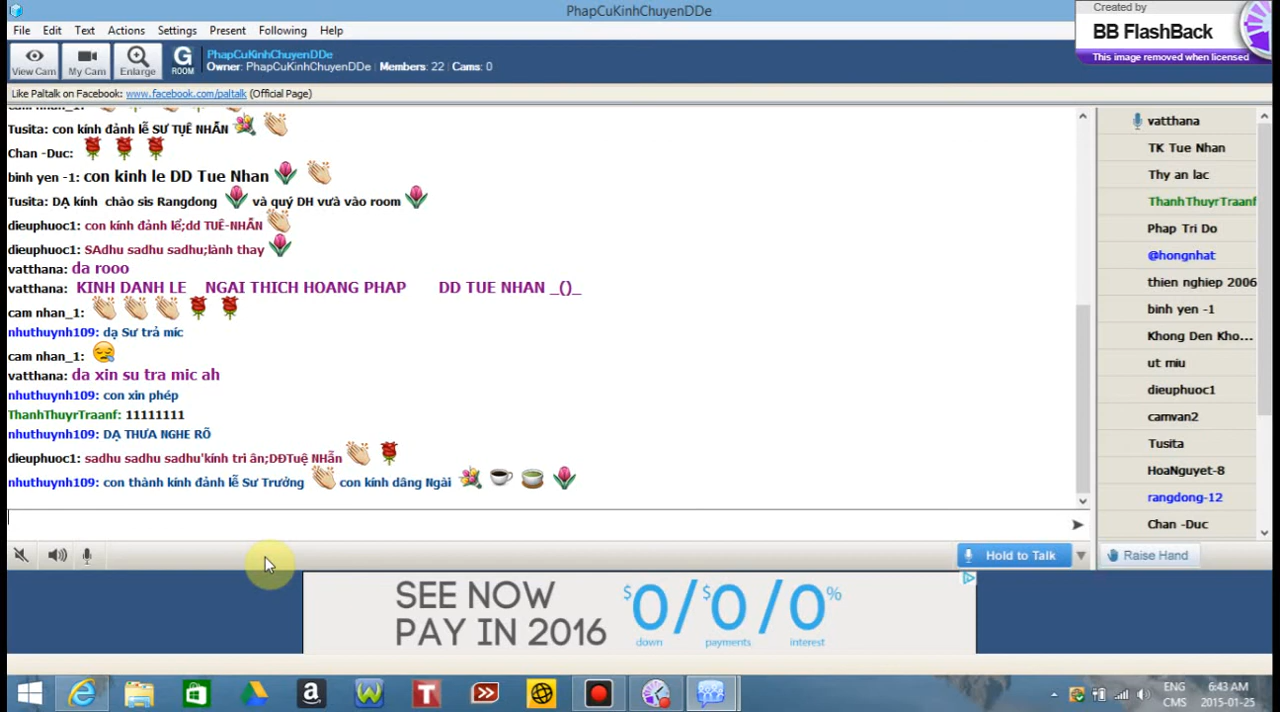 PhapCuKinhChuyenDDe
Created by
BB FlashBack
This image removed when licensed
File Edit Text Actions Settings Present Following Help
View Cam
My Cam
Enlarge
G
ROOM
PhapCuKinhChuyenDDe
Owner: PhapCuKinhChuyenDDe | Members: 22 | Cams: 0
Like Paltalk on Facebook: www.facebook.com/paltalk (Official Page)
cam nhan_1:
Tusita: con kính đảnh lễ SƯ TUỆ NHẪN
Chan -Duc:
binh yen -1: con kinh le DD Tue Nhan
Tusita: DẠ kính chào sis Rangdong và quý DH vưà vào room
dieuphuoc1: con kính đảnh lể;dd TUÊ-NHẪN
dieuphuoc1: SAdhu sadhu sadhu;lành thay
vatthana: da rooo
vatthana: KINH DANH LE NGAI THICH HOANG PHAP DD TUE NHAN _()_
cam nhan_1:
nhuthuynh109: dạ Sư trả míc
cam nhan_1:
vatthana: da xin su tra mic ah
nhuthuynh109: con xin phép
ThanhThuyrTraanf: 11111111
nhuthuynh109: DẠ THƯA NGHE RÕ
dieuphuoc1: sadhu sadhu sadhu'kính tri ân;DĐTuệ NHẫn
nhuthuynh109: con thành kính đảnh lễ Sư Trưởng con kính dâng Ngài
vatthana
TK Tue Nhan
Thy an lac
ThanhThuyrTraanf
Phap Tri Do
@hongnhat
thien nghiep 2006
binh yen -1
Khong Den Kho...
ut miu
dieuphuoc1
camvan2
Tusita
HoaNguyet-8
rangdong-12
Chan -Duc
Hold to Talk
Raise Hand
SEE NOW
PAY IN 2016
$0/$0/0%
down payments interest
ENG
CMS
6:43 AM
2015-01-25